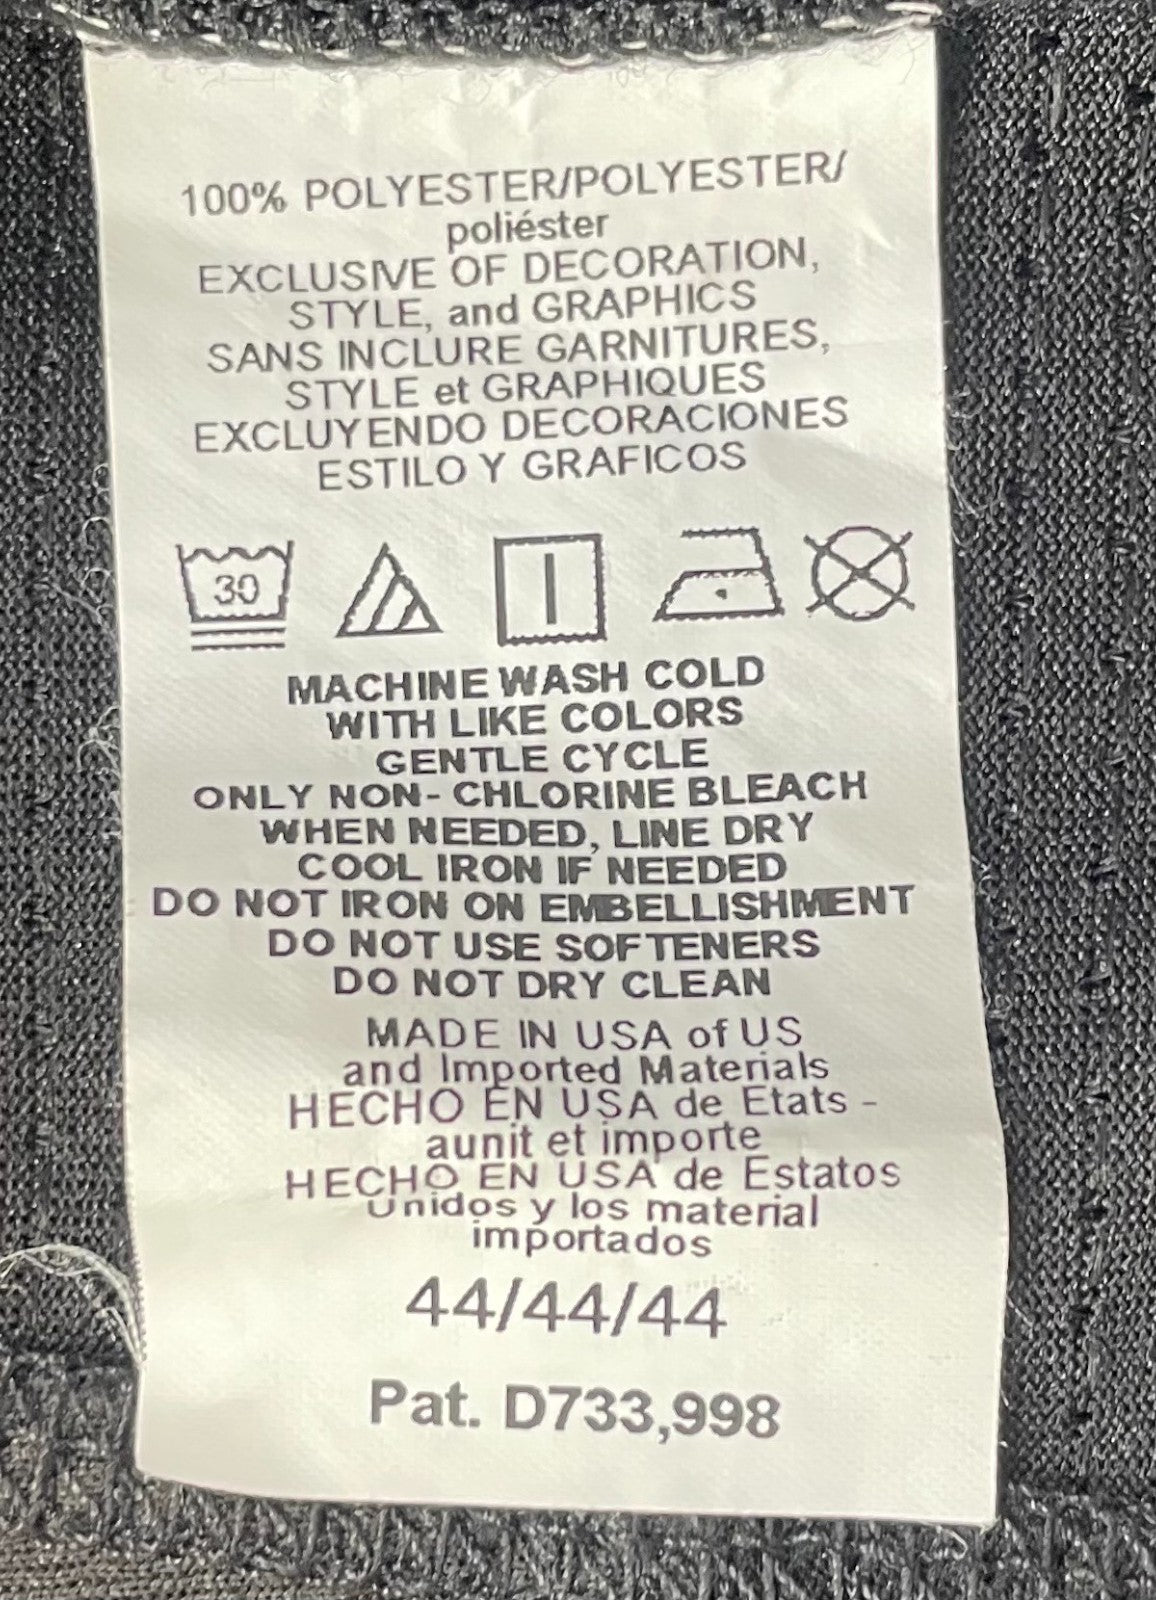 100% POLYESTER/POLYESTER/
poliéster
EXCLUSIVE OF DECORATION,
STYLE, and GRAPHICS
SANS INCLURE GARNITURES,
STYLE et GRAPHIQUES
EXCLUYENDO DECORACIONES
ESTILO Y GRAFICOS
30
MACHINE WASH COLD
WITH LIKE COLORS
GENTLE CYCLE
ONLY NON- CHLORINE BLEACH
WHEN NEEDED, LINE DRY
COOL IRON IF NEEDED
DO NOT IRON ON EMBELLISHMENT
DO NOT USE SOFTENERS
DO NOT DRY CLEAN
MADE IN USA of US
and Imported Materials
HECHO EN USA de Etats -
aunit et importe
HECHO EN USA de Estatos
Unidos y los material
importados
44/44/44
Pat. D733,998